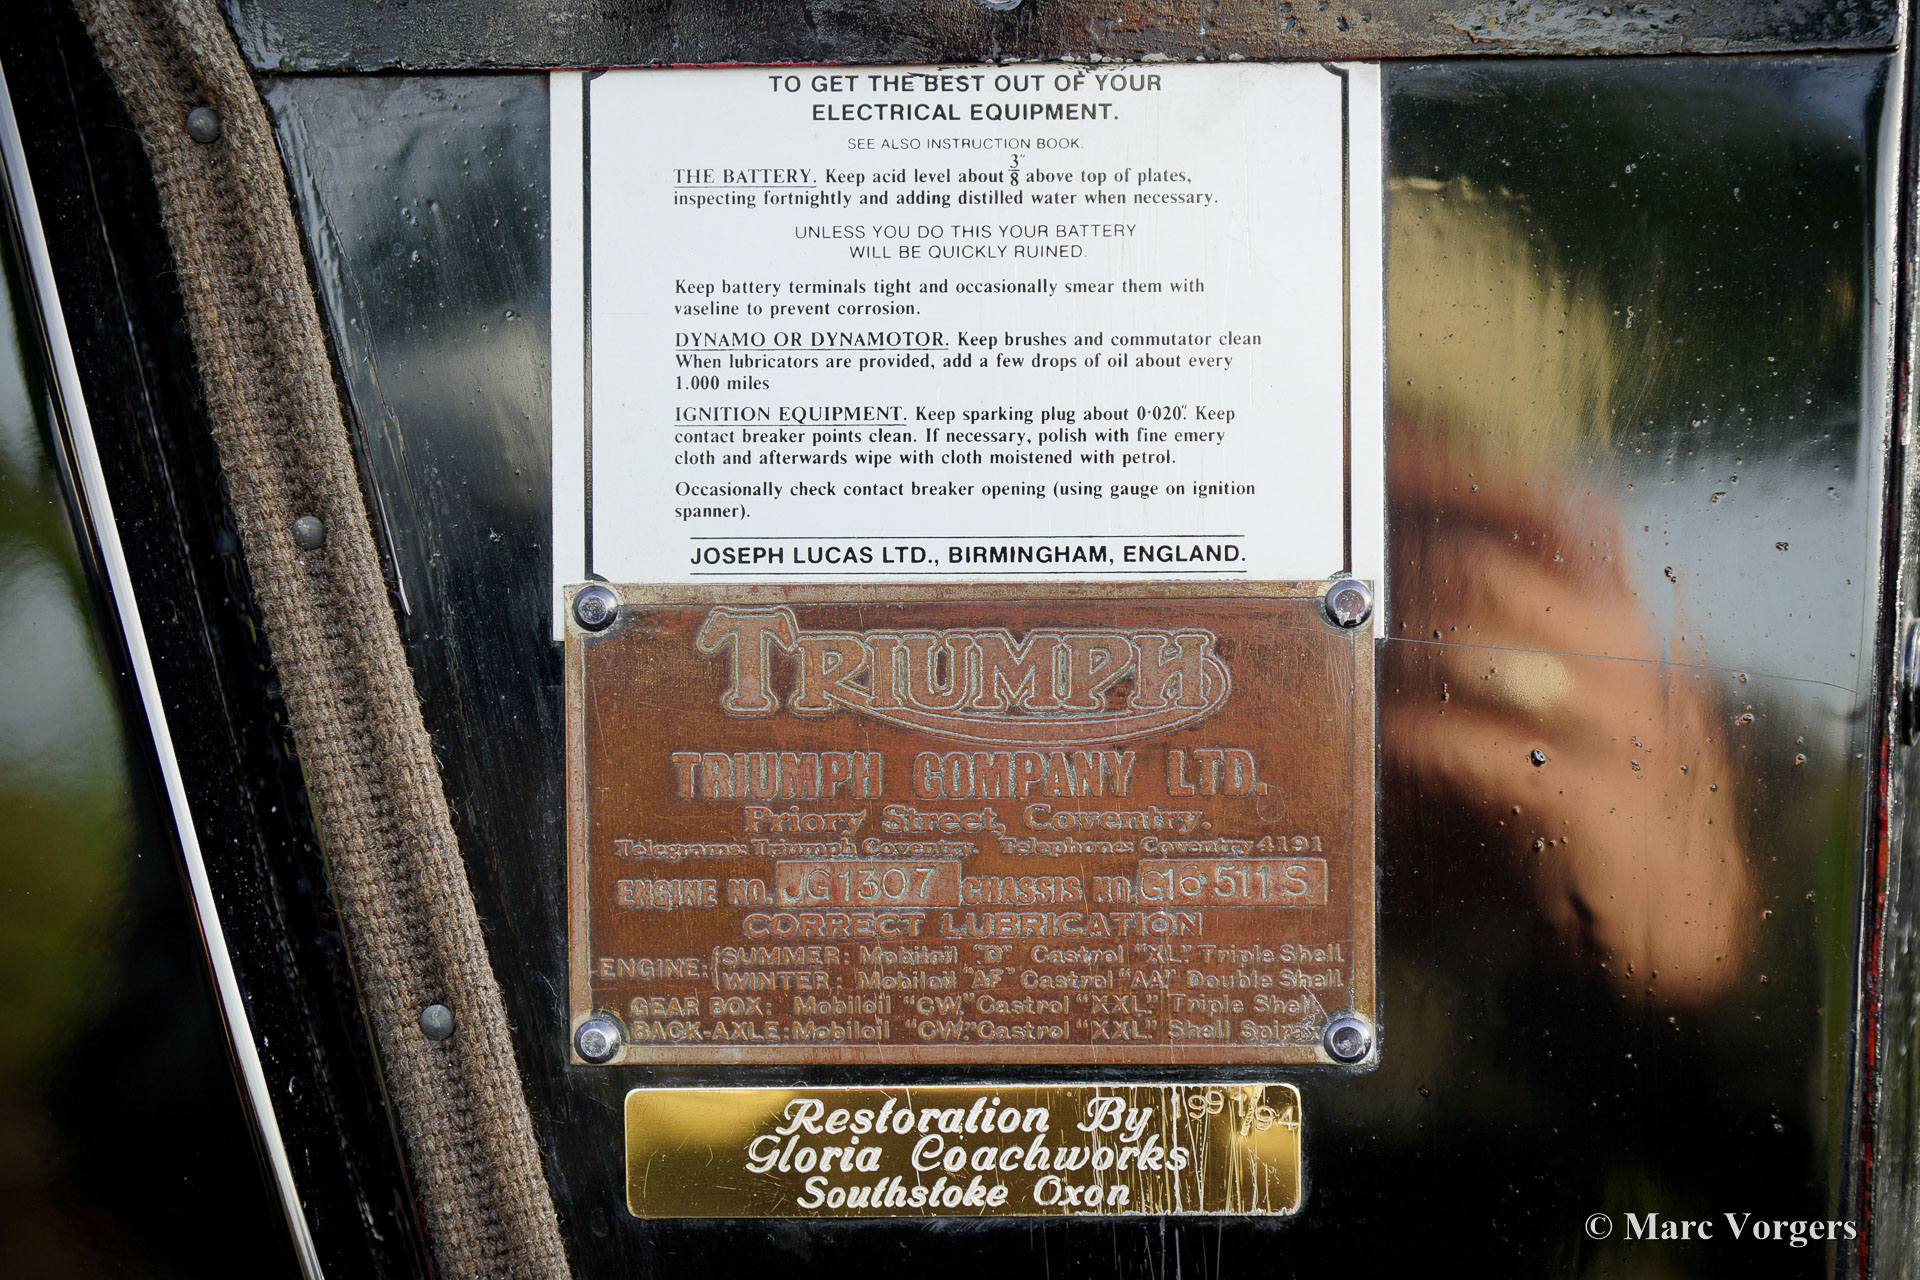 TO GET THE BEST OUT OF YOUR
ELECTRICAL EQUIPMENT.
SEE ALSO INSTRUCTION BOOK.
THE BATTERY. Keep acid level about 3/8" above top of plates,
inspecting fortnightly and adding distilled water when necessary.
UNLESS YOU DO THIS YOUR BATTERY
WILL BE QUICKLY RUINED.
Keep battery terminals tight and occasionally smear them with
vaseline to prevent corrosion.
DYNAMO OR DYNAMOTOR. Keep brushes and commutator clean
When lubricators are provided, add a few drops of oil about every
1.000 miles
IGNITION EQUIPMENT. Keep sparking plug about 0·020". Keep
contact breaker points clean. If necessary, polish with fine emery
cloth and afterwards wipe with cloth moistened with petrol.
Occasionally check contact breaker opening (using gauge on ignition
spanner).
JOSEPH LUCAS LTD., BIRMINGHAM, ENGLAND.
TRIUMPH
TRIUMPH COMPANY LTD.
Priory Street, Coventry.
Telegrams: Triumph Coventry. Telephone: Coventry 4191
ENGINE NO. JG1307 CHASSIS NO. G10·511 S
CORRECT LUBRICATION
ENGINE: SUMMER: Mobiloil "D" Castrol "XL" Triple Shell
WINTER: Mobiloil "AF" Castrol "AA" Double Shell
GEAR BOX: Mobiloil "CW" Castrol "XXL" Triple Shell
BACK-AXLE: Mobiloil "CW" Castrol "XXL" Shell Spirax
Restoration By 1991/94
Gloria Coachworks
Southstoke Oxon
© Marc Vorgers